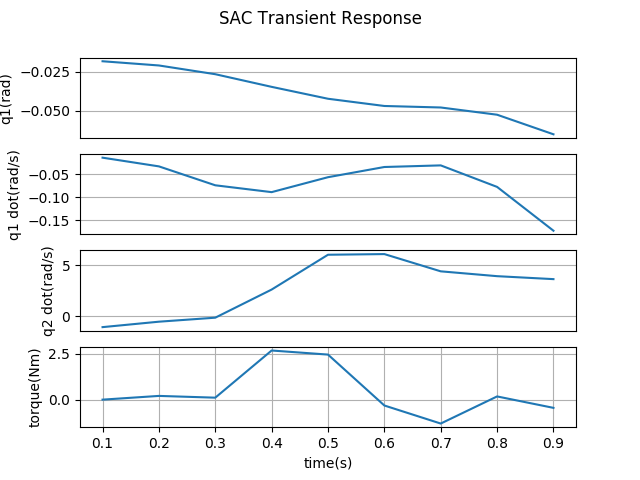 SAC Transient Response
q1(rad)
−0.025
−0.050
q1 dot(rad/s)
−0.05
−0.10
−0.15
q2 dot(rad/s)
5
0
torque(Nm)
2.5
0.0
0.1 0.2 0.3 0.4 0.5 0.6 0.7 0.8 0.9
time(s)